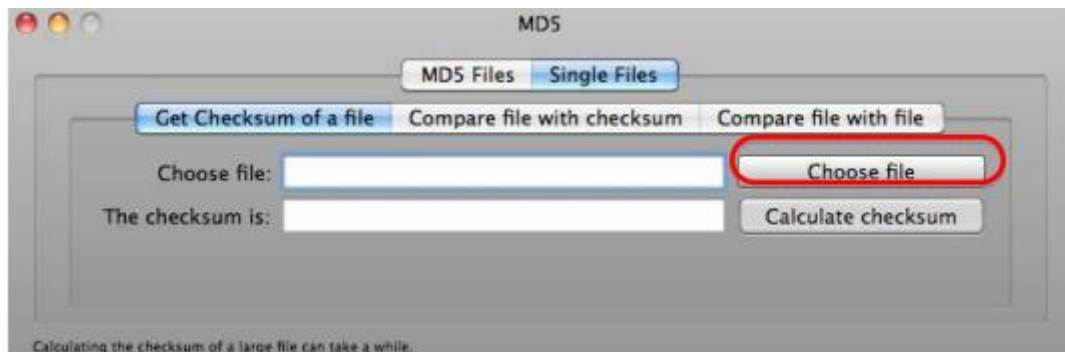 MD5
MD5 Files Single Files
Get Checksum of a file Compare file with checksum Compare file with file
Choose file: Choose file
The checksum is: Calculate checksum
Calculating the checksum of a large file can take a while.